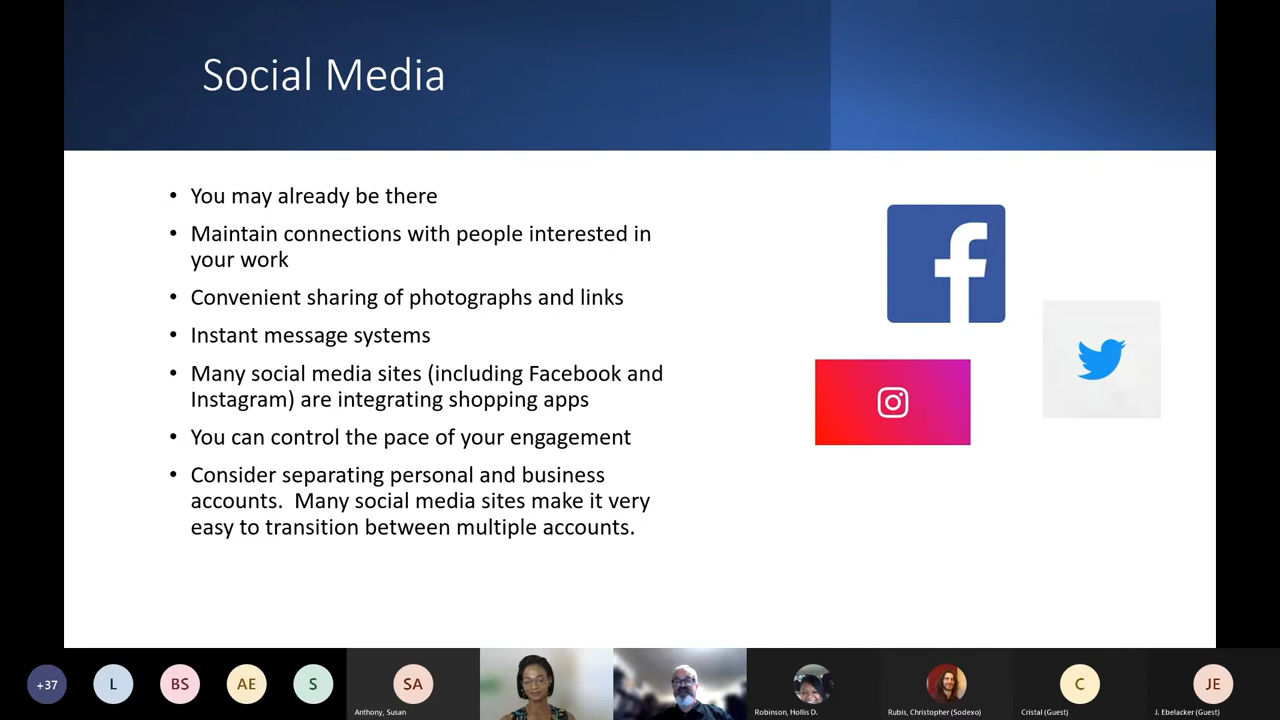 Social Media
• You may already be there
• Maintain connections with people interested in
your work
• Convenient sharing of photographs and links
• Instant message systems
• Many social media sites (including Facebook and
Instagram) are integrating shopping apps
• You can control the pace of your engagement
• Consider separating personal and business
accounts.  Many social media sites make it very
easy to transition between multiple accounts.
f
+37 L BS AE S SA C JE
Anthony, Susan Robinson, Hollis D. Rubis, Christopher (Sodexo) Cristal (Guest) J. Ebelacker (Guest)